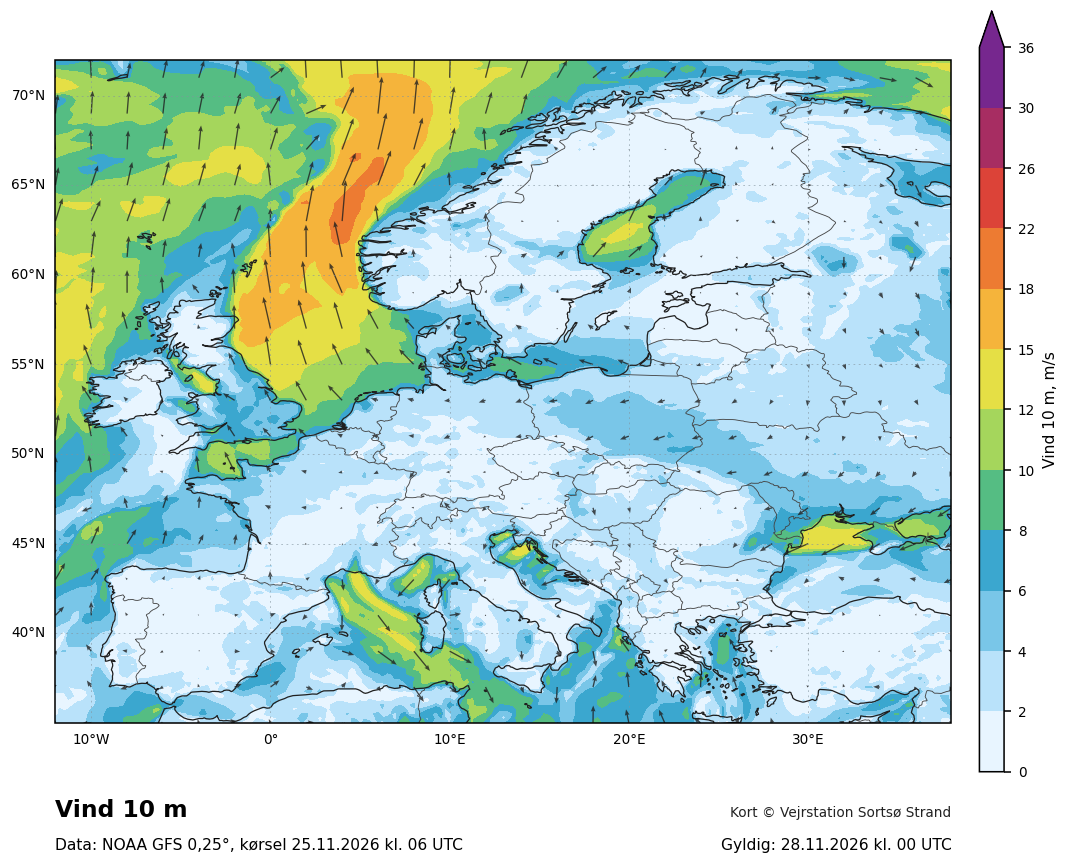 70°N
65°N
60°N
55°N
50°N
45°N
40°N
10°W
0°
10°E
20°E
30°E
36
30
26
22
18
15
12
10
8
6
4
2
0
Vind 10 m, m/s
Vind 10 m
Kort © Vejrstation Sortsø Strand
Data: NOAA GFS 0,25°, kørsel 25.11.2026 kl. 06 UTC
Gyldig: 28.11.2026 kl. 00 UTC